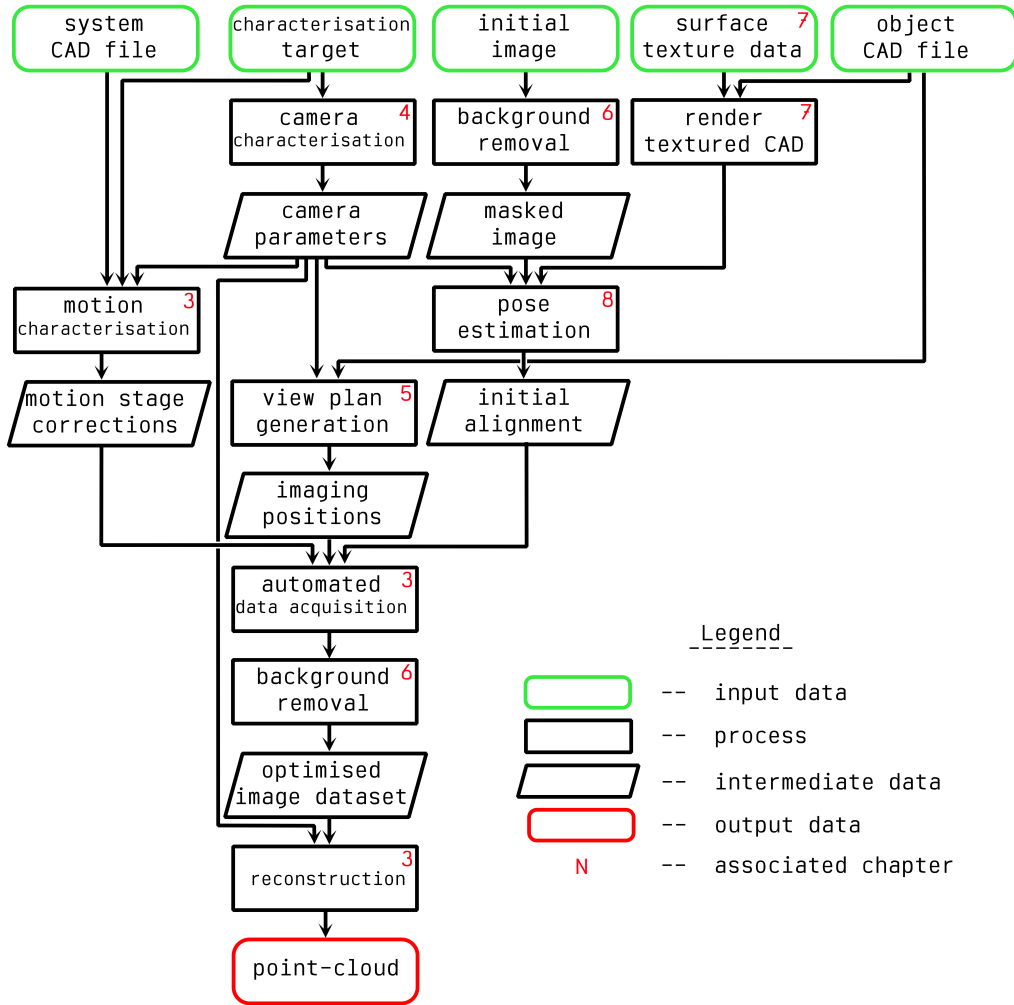 system
CAD file
characterisation
target
initial
image
surface 7
texture data
object
CAD file
camera 4
characterisation
background 6
removal
render 7
textured CAD
camera
parameters
masked
image
motion 3
characterisation
pose 8
estimation
motion stage
corrections
view plan 5
generation
initial
alignment
imaging
positions
automated 3
data acquisition
background 6
removal
optimised
image dataset
3
reconstruction
point-cloud
Legend
--------
-- input data
-- process
-- intermediate data
-- output data
N -- associated chapter